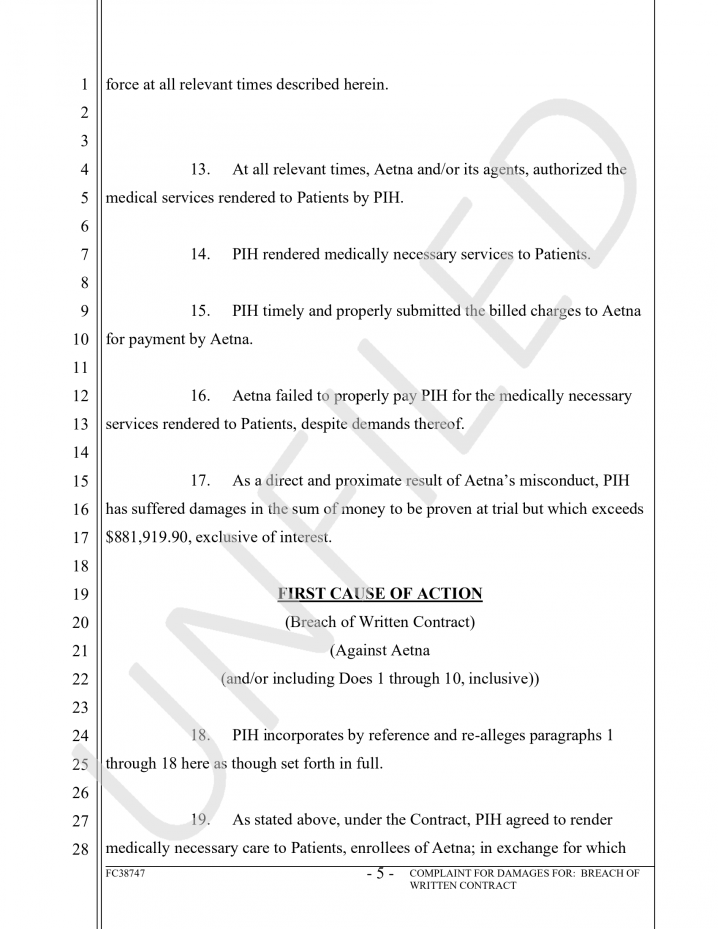 1 force at all relevant times described herein.
2
3
4 13. At all relevant times, Aetna and/or its agents, authorized the
5 medical services rendered to Patients by PIH.
6
7 14. PIH rendered medically necessary services to Patients.
8
9 15. PIH timely and properly submitted the billed charges to Aetna
10 for payment by Aetna.
11
12 16. Aetna failed to properly pay PIH for the medically necessary
13 services rendered to Patients, despite demands thereof.
14
15 17. As a direct and proximate result of Aetna’s misconduct, PIH
16 has suffered damages in the sum of money to be proven at trial but which exceeds
17 $881,919.90, exclusive of interest.
18
19 FIRST CAUSE OF ACTION
20 (Breach of Written Contract)
21 (Against Aetna
22 (and/or including Does 1 through 10, inclusive))
23
24 18. PIH incorporates by reference and re-alleges paragraphs 1
25 through 18 here as though set forth in full.
26
27 19. As stated above, under the Contract, PIH agreed to render
28 medically necessary care to Patients, enrollees of Aetna; in exchange for which
FC38747 - 5 - COMPLAINT FOR DAMAGES FOR: BREACH OF
WRITTEN CONTRACT
UNFILED